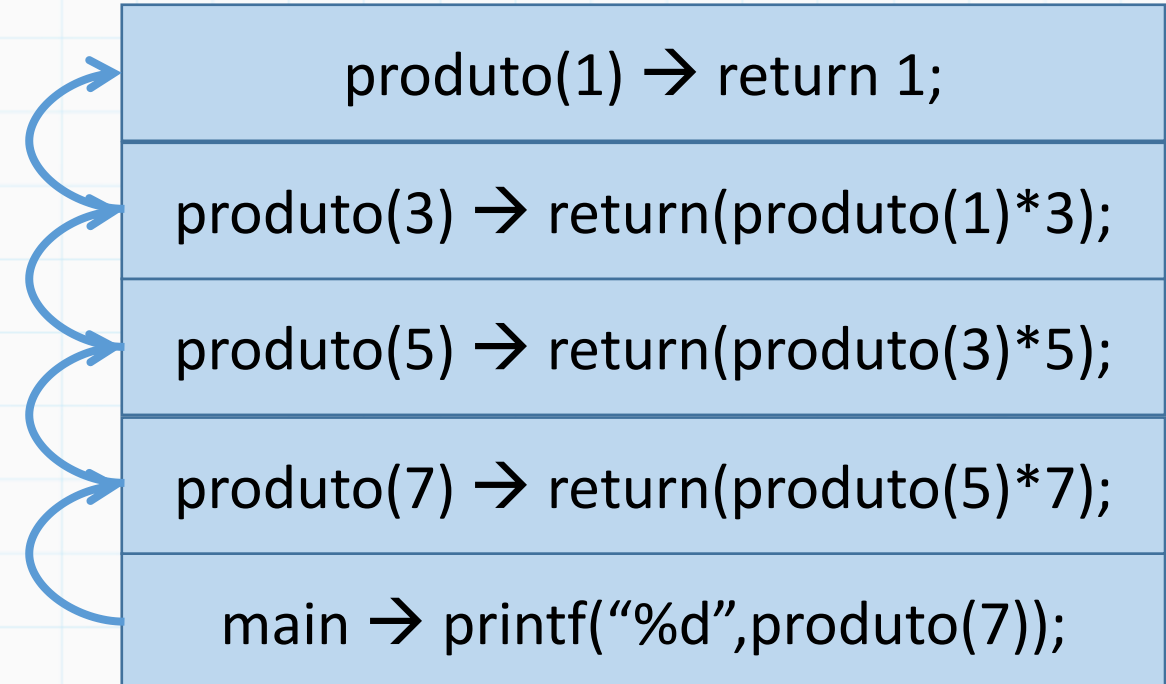 produto(1) → return 1;
produto(3) → return(produto(1)*3);
produto(5) → return(produto(3)*5);
produto(7) → return(produto(5)*7);
main → printf(“%d”,produto(7));